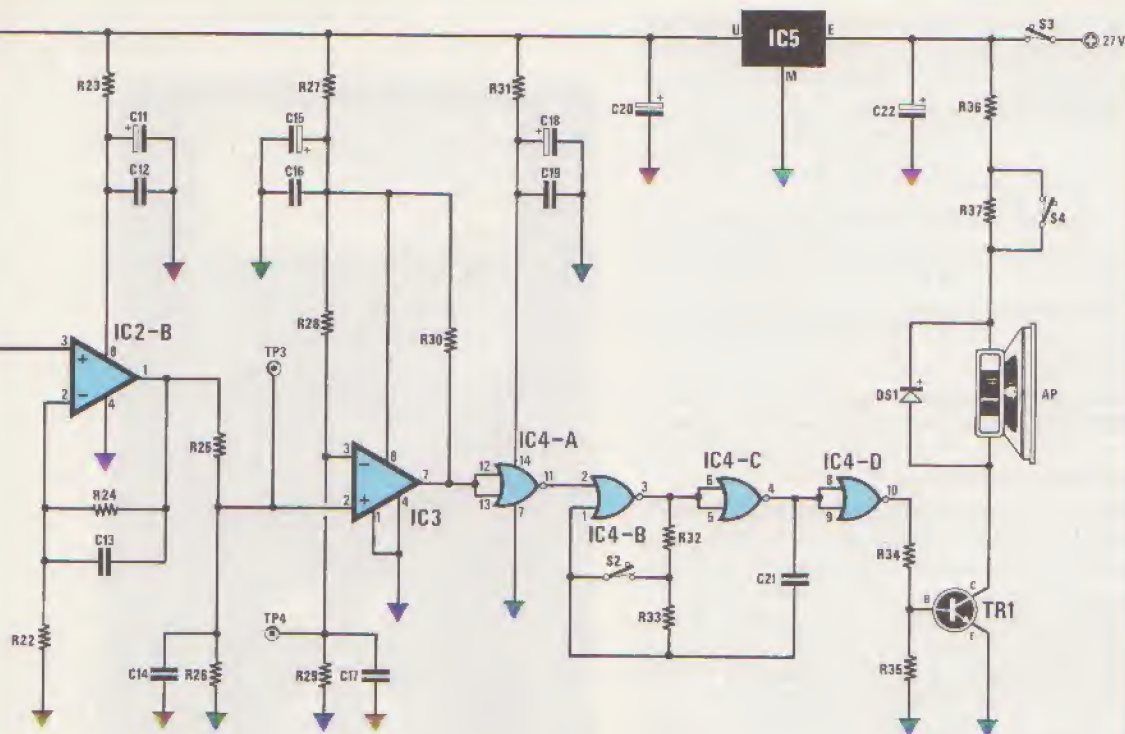 S3
27 V
U IC5 E
M
R23
R27
R31
R36
C11
+
C12
C15
+
C16
C18
+
C19
C20
+
C22
+
R37
S4
IC2-B
3
+
8
1
2
−
4
R25
R24
C13
R22
C14
R26
TP3
R28
R30
TP4
R29
C17
3
−
8
7
2
+
4
1
IC3
IC4-A
12
14
11
13
7
IC4-B
2
3
1
S2
R32
R33
IC4-C
6
4
5
C21
IC4-D
8
10
9
R34
R35
B
C
E
TR1
DS1
+
AP